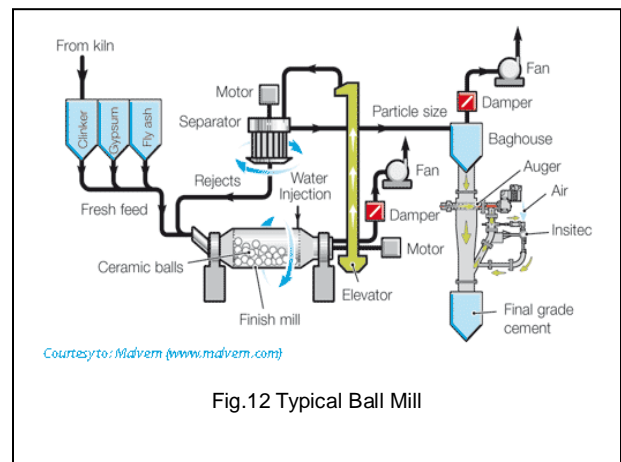 From kiln
Clinker
Gypsum
Fly ash
Fresh feed
Motor
Separator
Rejects
Water
Injection
Ceramic balls
Finish mill
Fan
Damper
Motor
Elevator
Particle size
Fan
Damper
Baghouse
Auger
Air
Insitec
Final grade
cement
Courtesy to: Malvern (www.malvern.com)
Fig.12 Typical Ball Mill